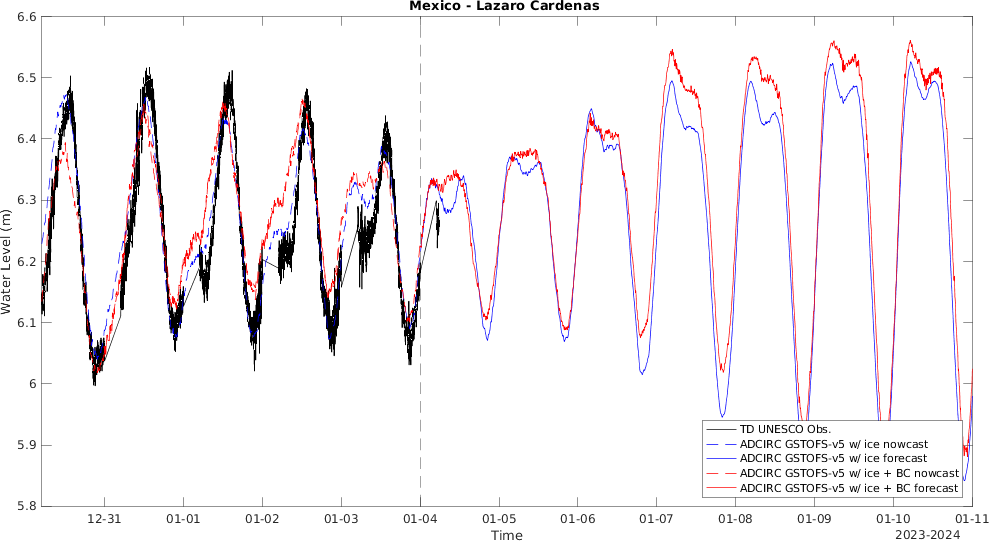 Mexico - Lazaro Cardenas
6.6
6.5
6.4
6.3
6.2
6.1
6
5.9
5.8
Water Level (m)
TD UNESCO Obs.
ADCIRC GSTOFS-v5 w/ ice nowcast
ADCIRC GSTOFS-v5 w/ ice forecast
ADCIRC GSTOFS-v5 w/ ice + BC nowcast
ADCIRC GSTOFS-v5 w/ ice + BC forecast
12-31 01-01 01-02 01-03 01-04 01-05 01-06 01-07 01-08 01-09 01-10 01-11
Time
2023-2024